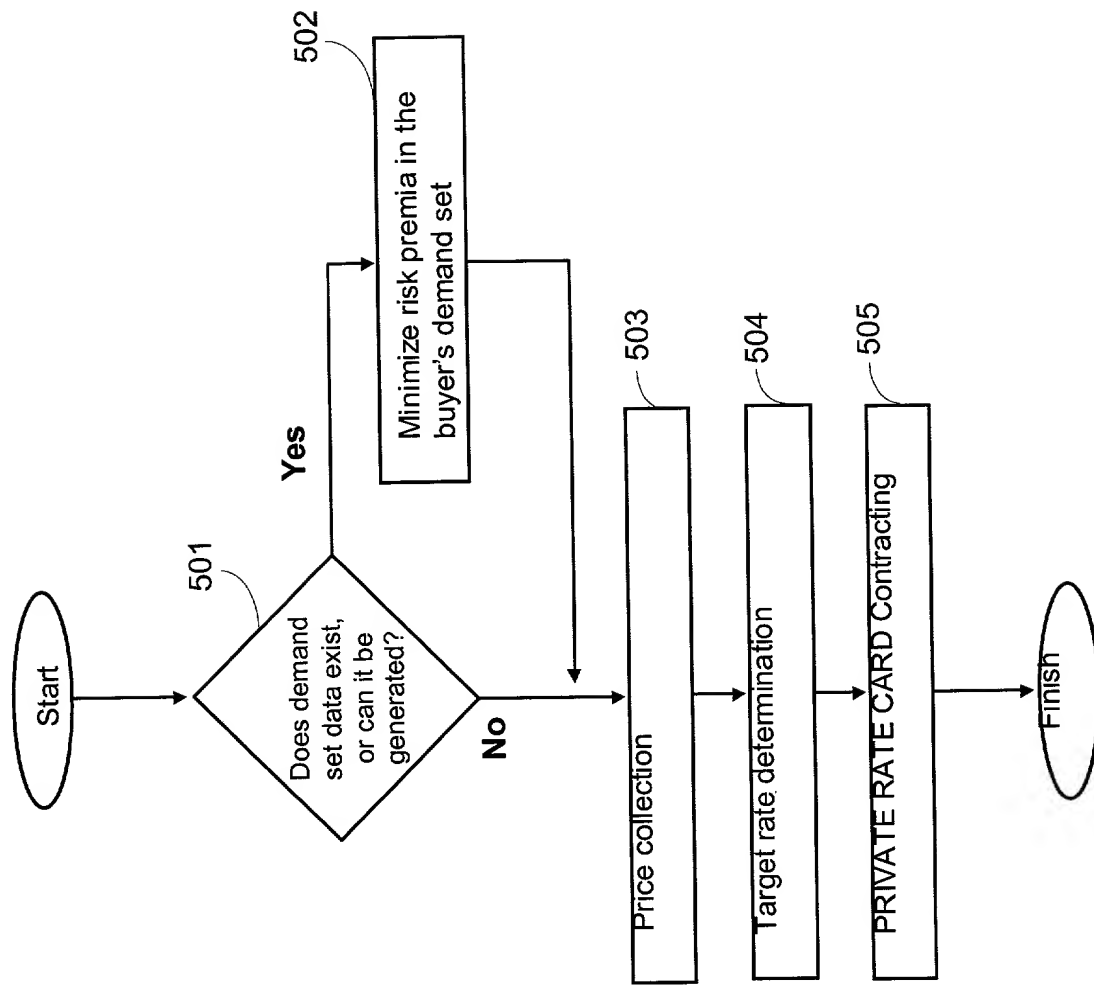 Start
501
Does demand
set data exist,
or can it be
generated?
Yes
No
502
Minimize risk premia in the
buyer's demand set
503
Price collection
504
Target rate determination
505
PRIVATE RATE CARD Contracting
Finish